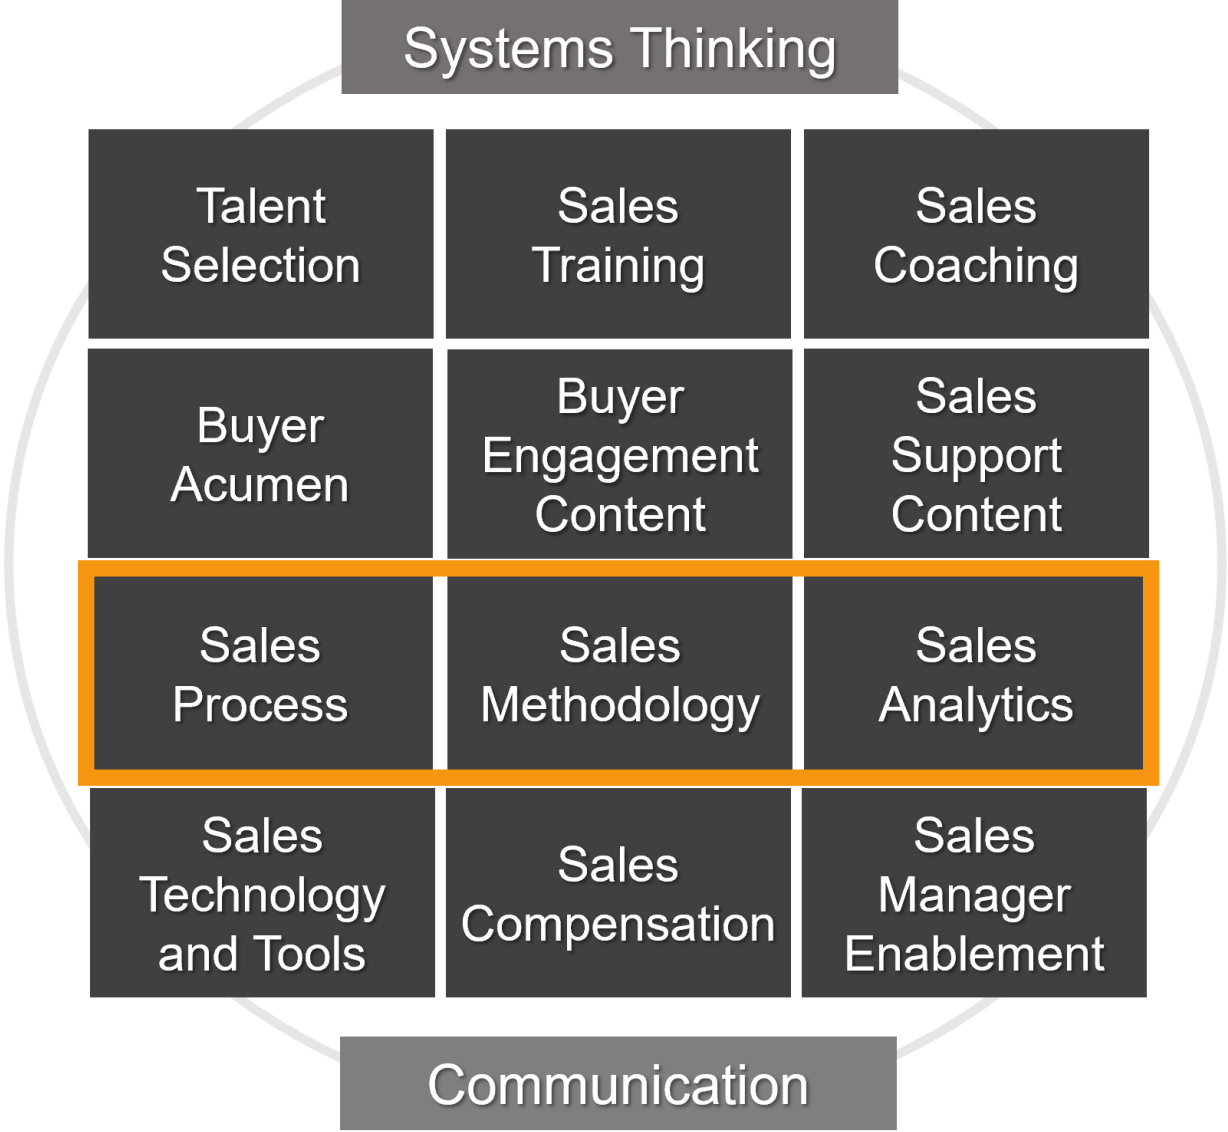 Systems Thinking
Talent
Selection
Sales
Training
Sales
Coaching
Buyer
Acumen
Buyer
Engagement
Content
Sales
Support
Content
Sales
Process
Sales
Methodology
Sales
Analytics
Sales
Technology
and Tools
Sales
Compensation
Sales
Manager
Enablement
Communication